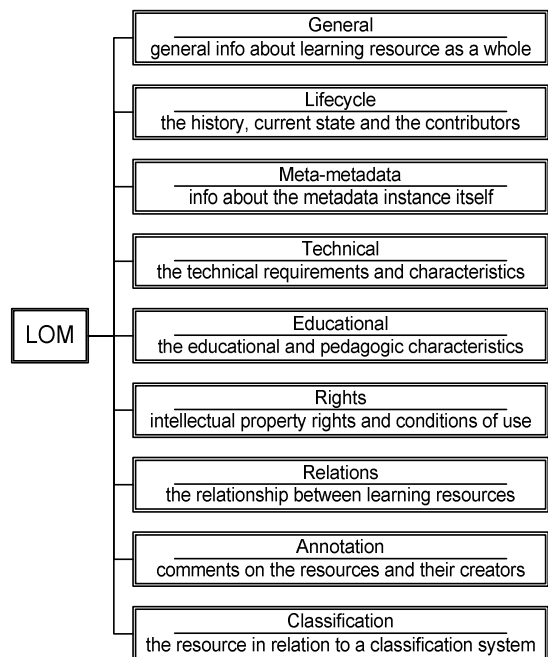 General
general info about learning resource as a whole
Lifecycle
the history, current state and the contributors
Meta-metadata
info about the metadata instance itself
Technical
the technical requirements and characteristics
LOM
Educational
the educational and pedagogic characteristics
Rights
intellectual property rights and conditions of use
Relations
the relationship between learning resources
Annotation
comments on the resources and their creators
Classification
the resource in relation to a classification system